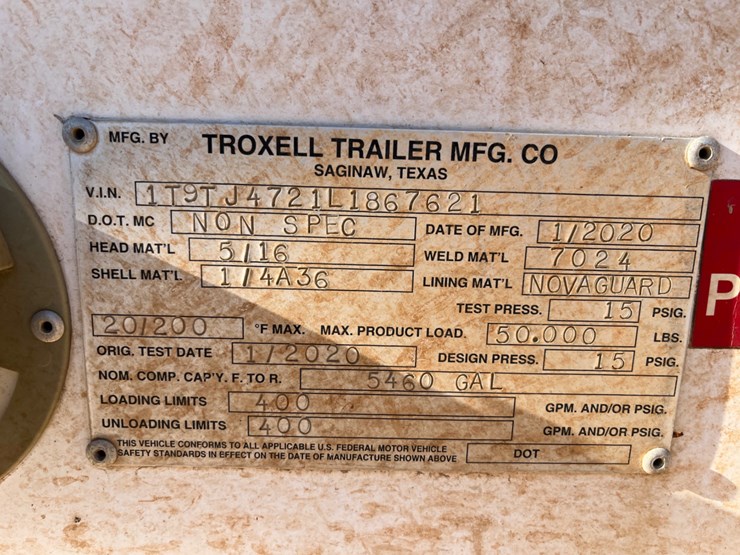 MFG. BY TROXELL TRAILER MFG. CO
SAGINAW, TEXAS
V.I.N. 1T9TJ4721L1867621
D.O.T. MC NON SPEC DATE OF MFG. 1/2020
HEAD MAT'L 5/16 WELD MAT'L 7024
SHELL MAT'L 1/4A36 LINING MAT'L NOVAGUARD
TEST PRESS. 15 PSIG.
20/200 °F MAX. MAX. PRODUCT LOAD. 50.000 LBS.
ORIG. TEST DATE 1/2020 DESIGN PRESS. 15 PSIG.
NOM. COMP. CAP'Y. F. TO R. 5460 GAL
LOADING LIMITS 400 GPM. AND/OR PSIG.
UNLOADING LIMITS 400 GPM. AND/OR PSIG.
THIS VEHICLE CONFORMS TO ALL APPLICABLE U.S. FEDERAL MOTOR VEHICLE
SAFETY STANDARDS IN EFFECT ON THE DATE OF MANUFACTURE SHOWN ABOVE DOT
P